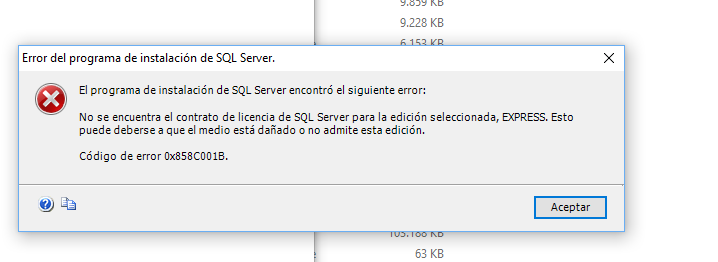 9.859 KB
9.228 KB
6.153 KB
Error del programa de instalación de SQL Server.
El programa de instalación de SQL Server encontró el siguiente error:
No se encuentra el contrato de licencia de SQL Server para la edición seleccionada, EXPRESS. Esto
puede deberse a que el medio está dañado o no admite esta edición.
Código de error 0x858C001B.
Aceptar
103.188 KB
63 KB